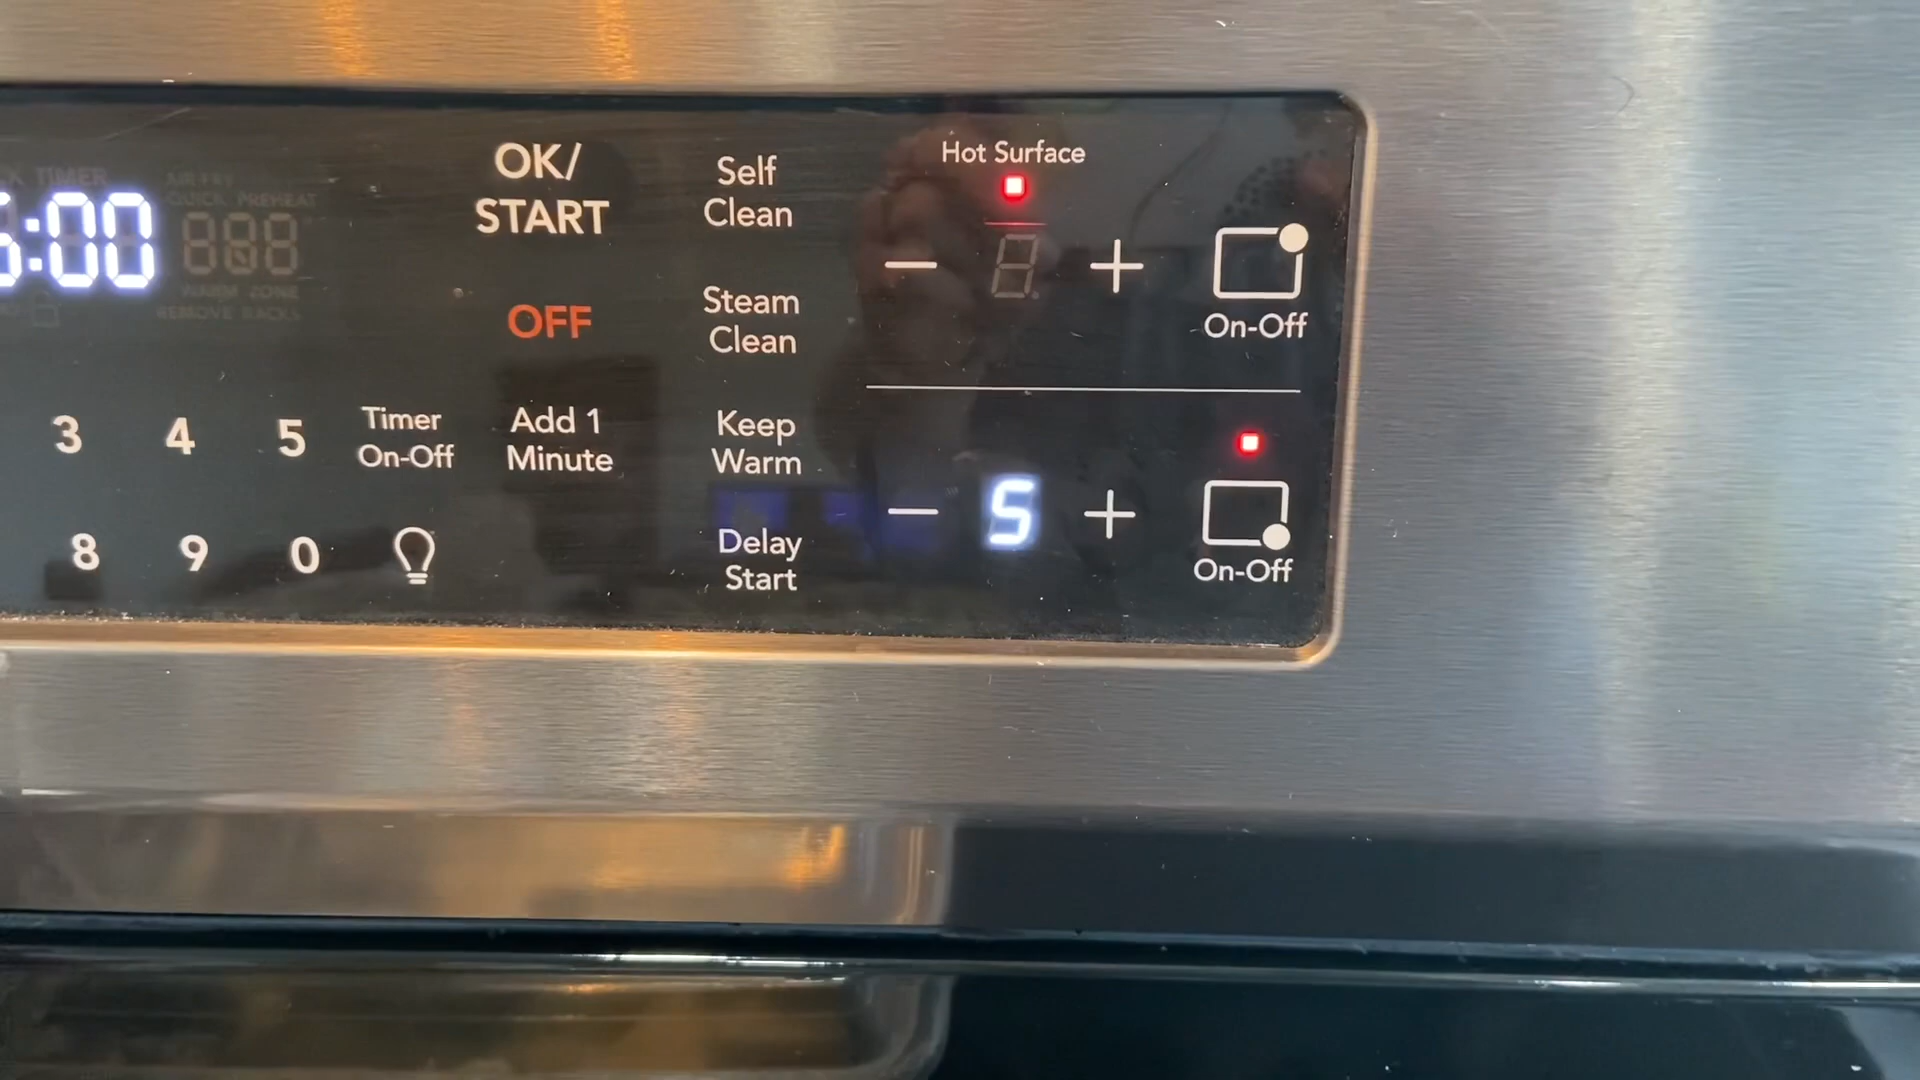 TIMER
AIR FRY
QUICK PREHEAT
:00
WARM ZONE
REMOVE RACKS
OK/
START
OFF
Self
Clean
Steam
Clean
Hot Surface
− +
On-Off
3 4 5
Timer
On-Off
Add 1
Minute
Keep
Warm
8 9 0
Delay
Start
− 5 +
On-Off